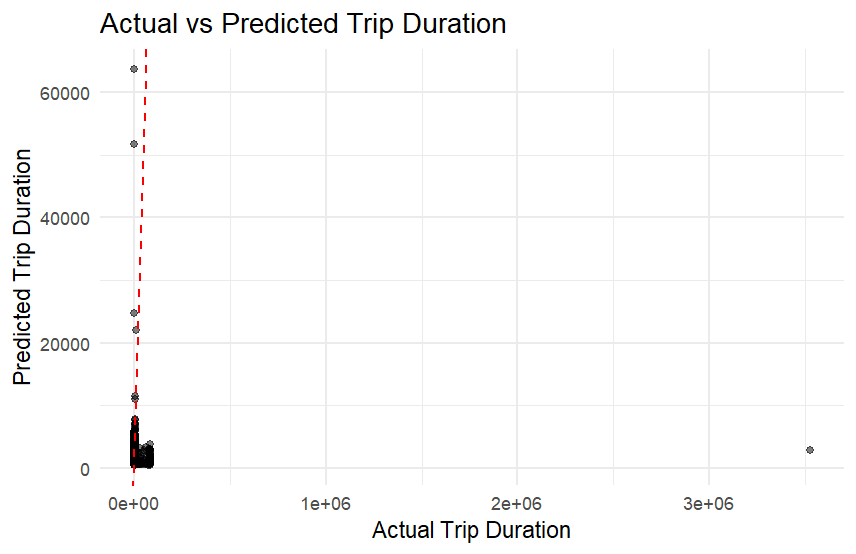 Actual vs Predicted Trip Duration
Predicted Trip Duration
60000
40000
20000
0
0e+00 1e+06 2e+06 3e+06
Actual Trip Duration